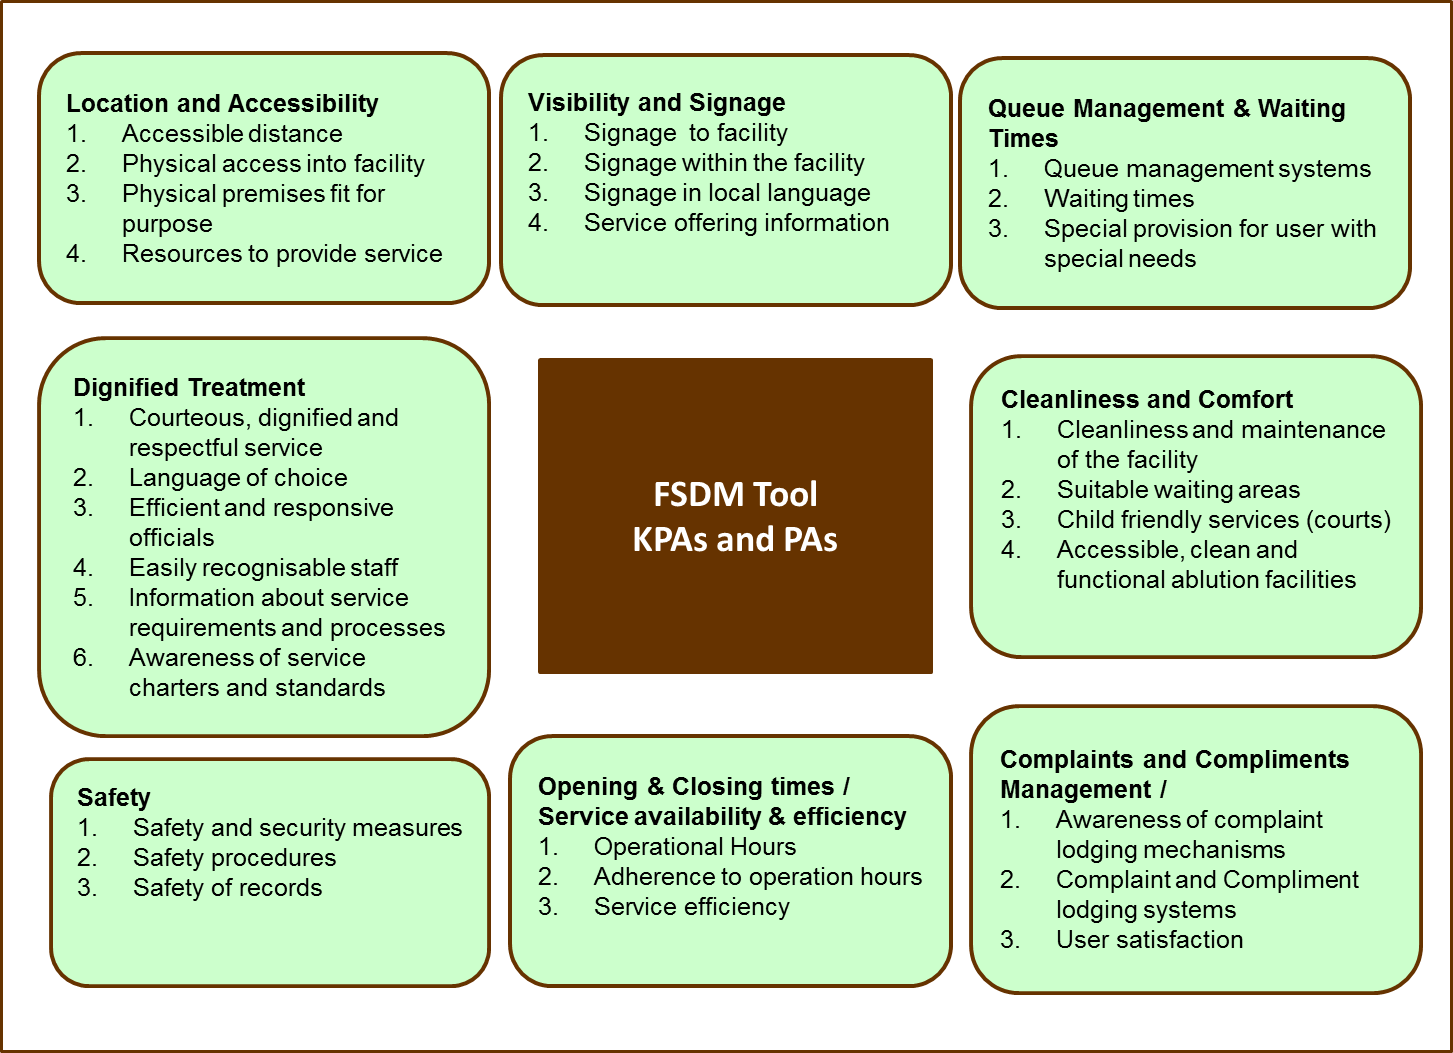 Location and Accessibility
1. Accessible distance
2. Physical access into facility
3. Physical premises fit for
purpose
4. Resources to provide service
Visibility and Signage
1. Signage to facility
2. Signage within the facility
3. Signage in local language
4. Service offering information
Queue Management & Waiting
Times
1. Queue management systems
2. Waiting times
3. Special provision for user with
special needs
Dignified Treatment
1. Courteous, dignified and
respectful service
2. Language of choice
3. Efficient and responsive
officials
4. Easily recognisable staff
5. Information about service
requirements and processes
6. Awareness of service
charters and standards
FSDM Tool
KPAs and PAs
Cleanliness and Comfort
1. Cleanliness and maintenance
of the facility
2. Suitable waiting areas
3. Child friendly services (courts)
4. Accessible, clean and
functional ablution facilities
Safety
1. Safety and security measures
2. Safety procedures
3. Safety of records
Opening & Closing times /
Service availability & efficiency
1. Operational Hours
2. Adherence to operation hours
3. Service efficiency
Complaints and Compliments
Management /
1. Awareness of complaint
lodging mechanisms
2. Complaint and Compliment
lodging systems
3. User satisfaction